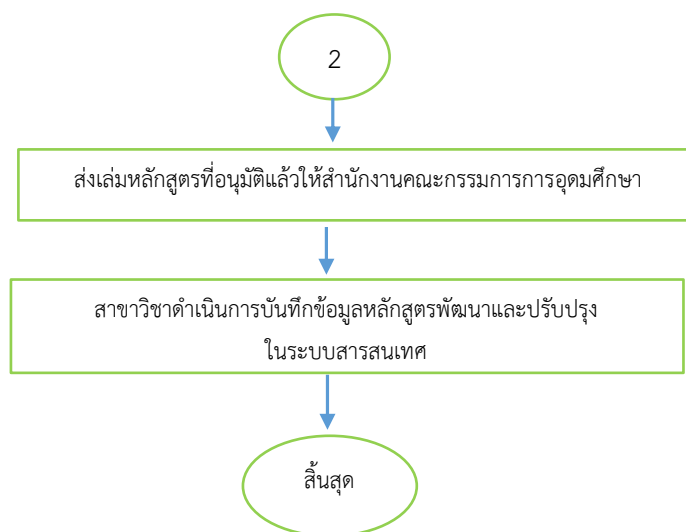 2
ส่งเล่มหลักสูตรที่อนุมัติแล้วให้สำนักงานคณะกรรมการการอุดมศึกษา
สาขาวิชาดำเนินการบันทึกข้อมูลหลักสูตรพัฒนาและปรับปรุง
ในระบบสารสนเทศ
สิ้นสุด